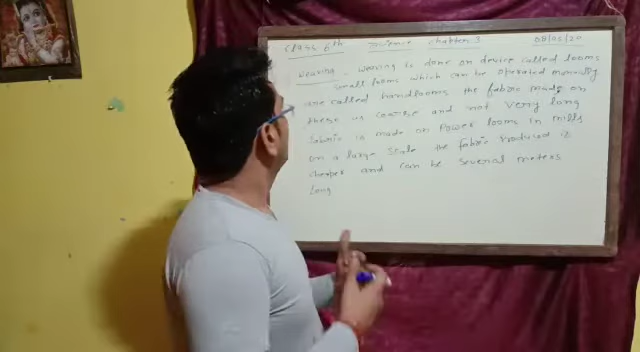 Class 6th Science Chapter-3 08/05/20
Weaving - Weaving is done on device called looms
small looms which can be operated manually
are called handlooms the fabric made on
these is coarse and not very long
fabric is made on Power looms in mills
on a large scale the fabric produced is
cheaper and can be several meters
long